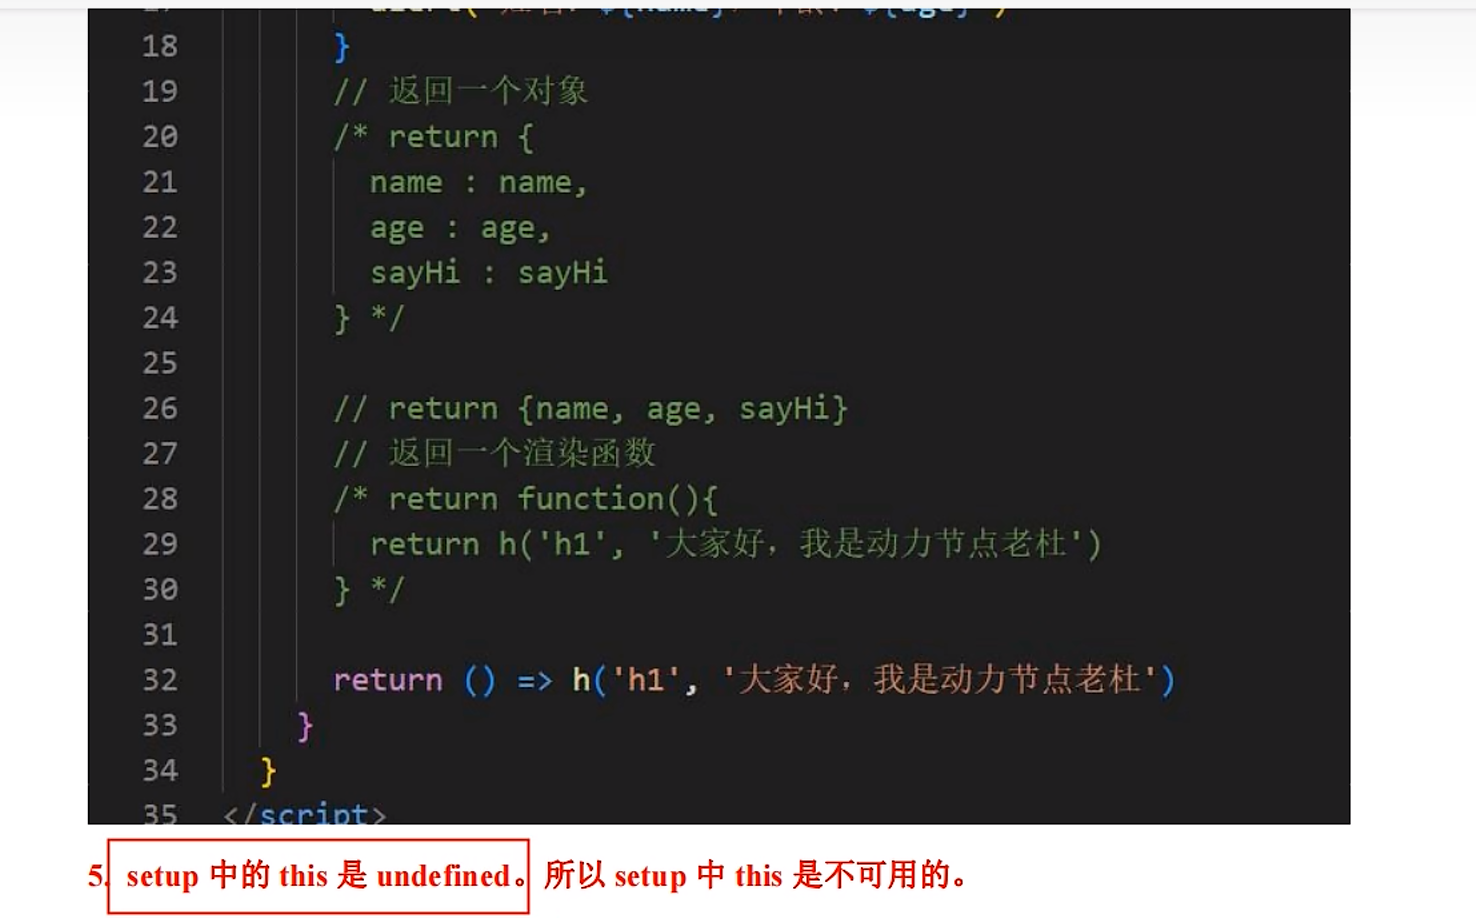 18 }
19 // 返回一个对象
20 /* return {
21 name : name,
22 age : age,
23 sayHi : sayHi
24 } */
25
26 // return {name, age, sayHi}
27 // 返回一个渲染函数
28 /* return function(){
29 return h('h1', '大家好，我是动力节点老杜')
30 } */
31
32 return () => h('h1', '大家好，我是动力节点老杜')
33 }
34 }
35 </script>
5. setup 中的 this 是 undefined。所以 setup 中 this 是不可用的。